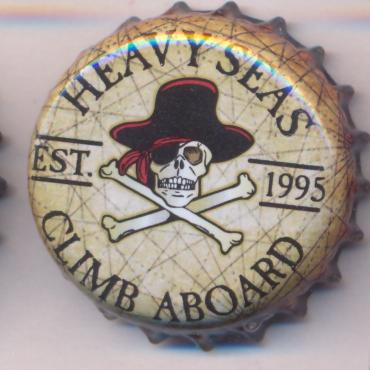 HEAVY SEAS
EST.
1995
CLIMB ABOARD